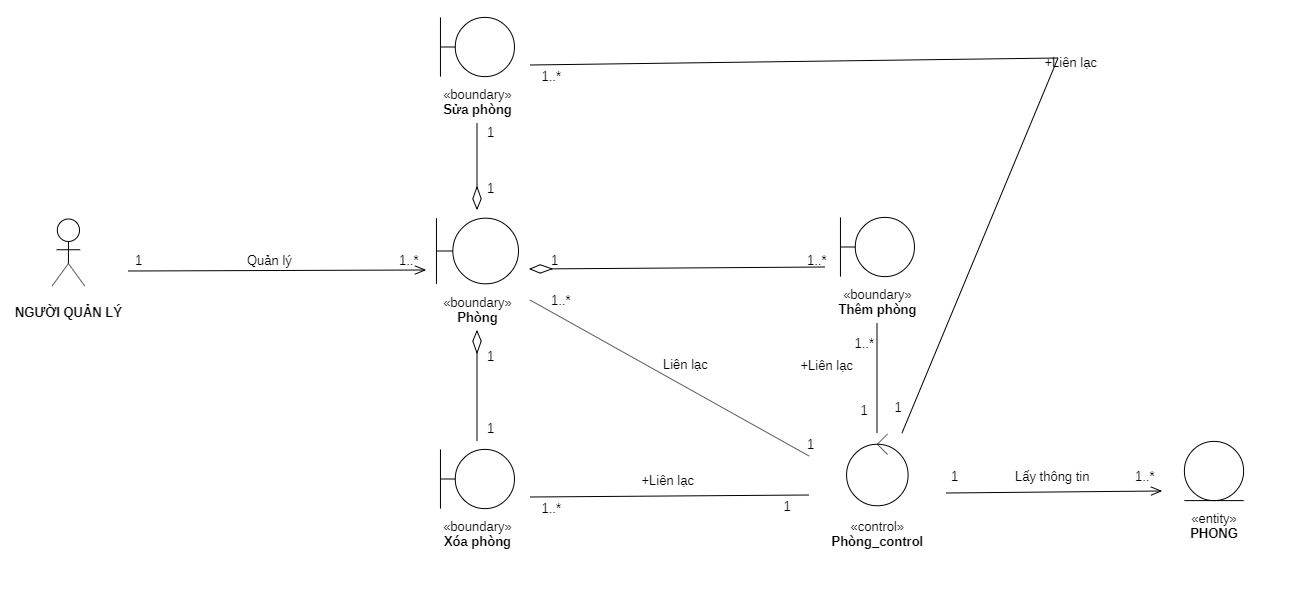 +Liên lạc
1..*
«boundary»
Sửa phòng
1
1
1
Quản lý
1..*
1
1..*
NGƯỜI QUẢN LÝ
«boundary»
Phòng
1..*
«boundary»
Thêm phòng
1..*
1
Liên lạc
+Liên lạc
1
1
1
1
+Liên lạc
1..*
1
1
Lấy thông tin
1..*
«boundary»
Xóa phòng
«control»
Phòng_control
«entity»
PHONG